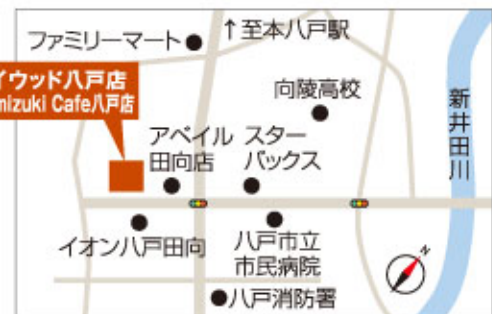 ファミリーマート
↑至本八戸駅
イウッド八戸店
mizuki Cafe八戸店
向陵高校
新井田川
アベイル
田向店
スター
バックス
イオン八戸田向
八戸市立
市民病院
N
八戸消防署